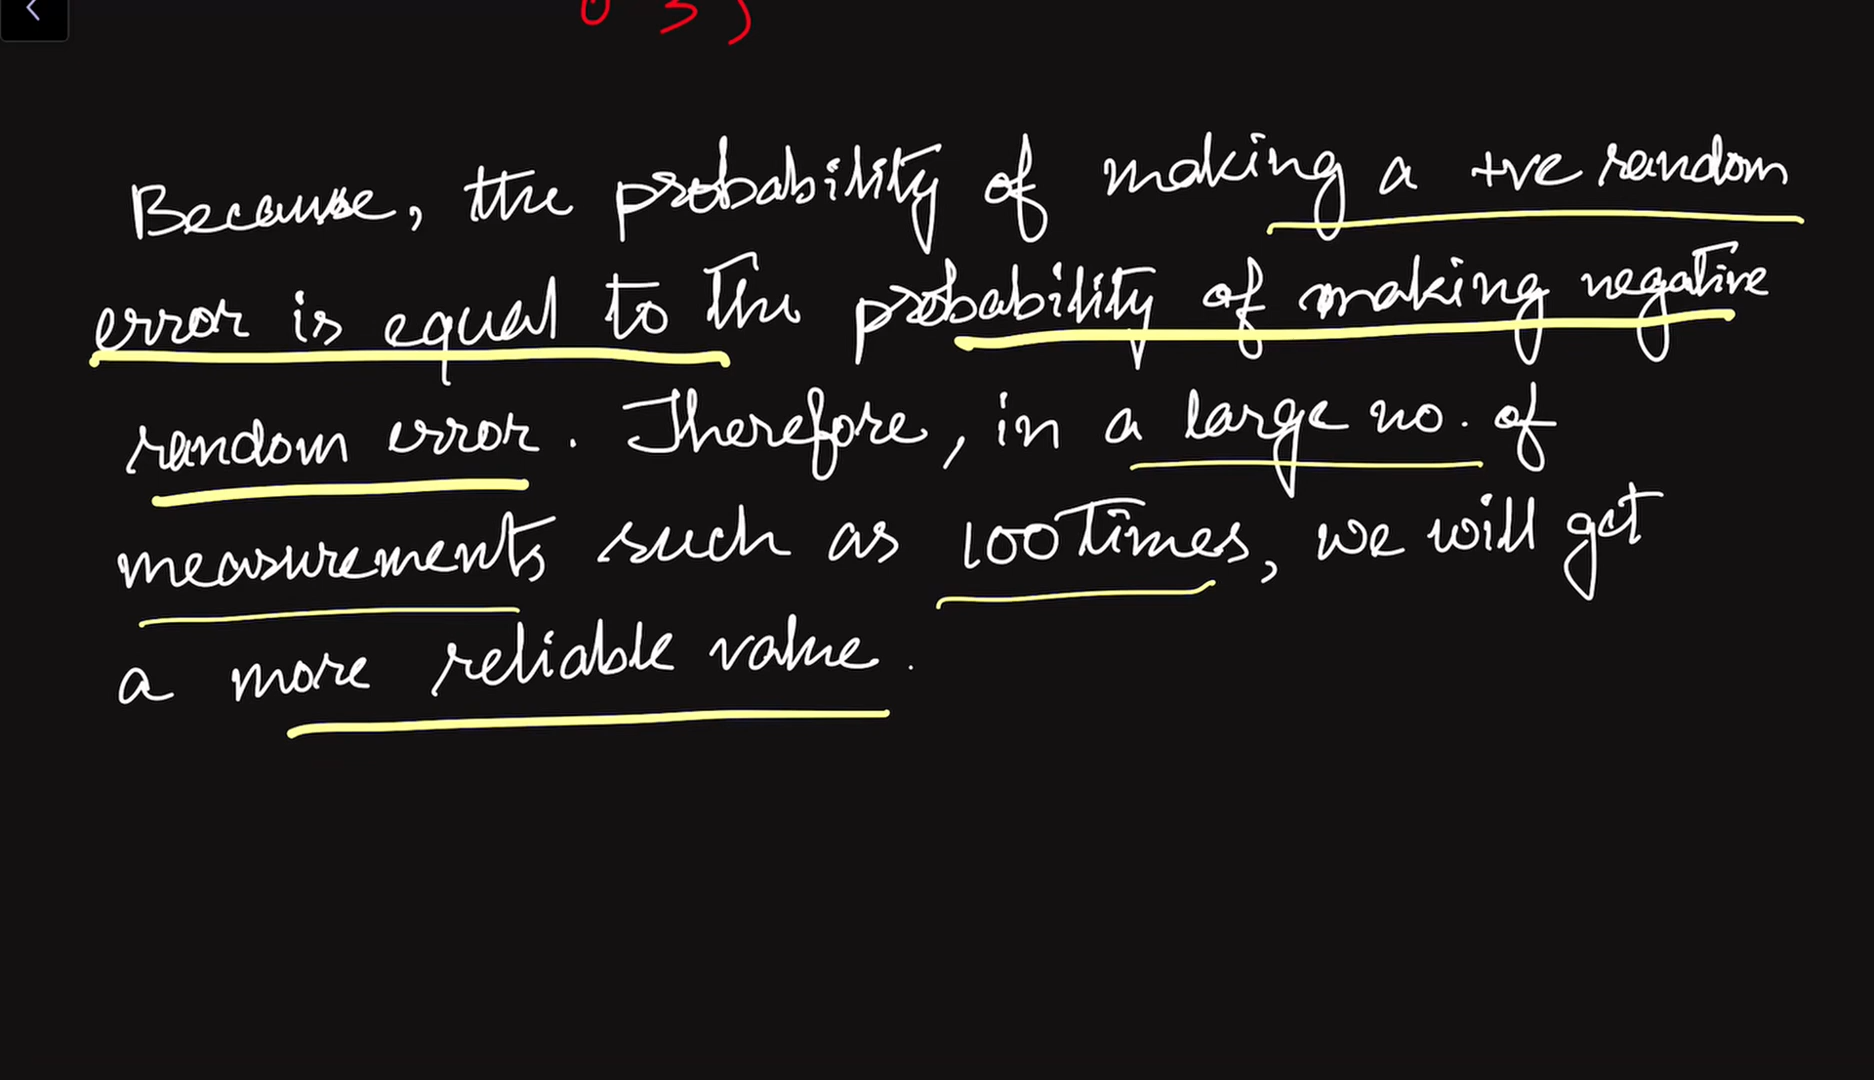 Because, the probability of making a +ve random
error is equal to the probability of making negative
random error. Therefore, in a large no. of
measurements such as 100 times, we will get
a more reliable value.